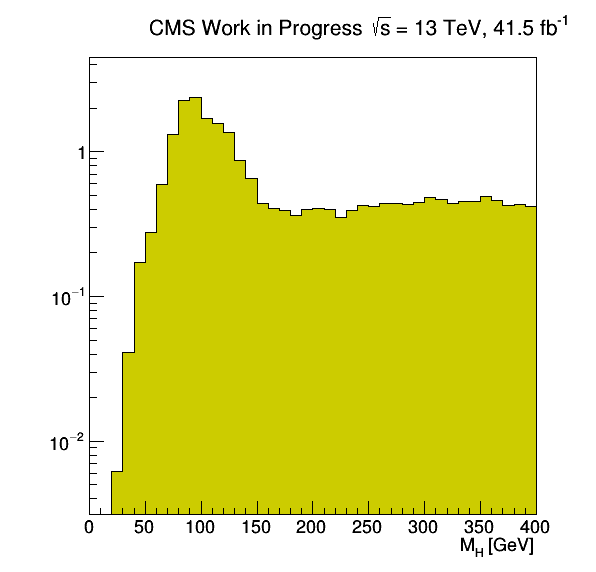 CMS Work in Progress √s = 13 TeV, 41.5 fb⁻¹
1
10⁻¹
10⁻²
0 50 100 150 200 250 300 350 400
M_H [GeV]